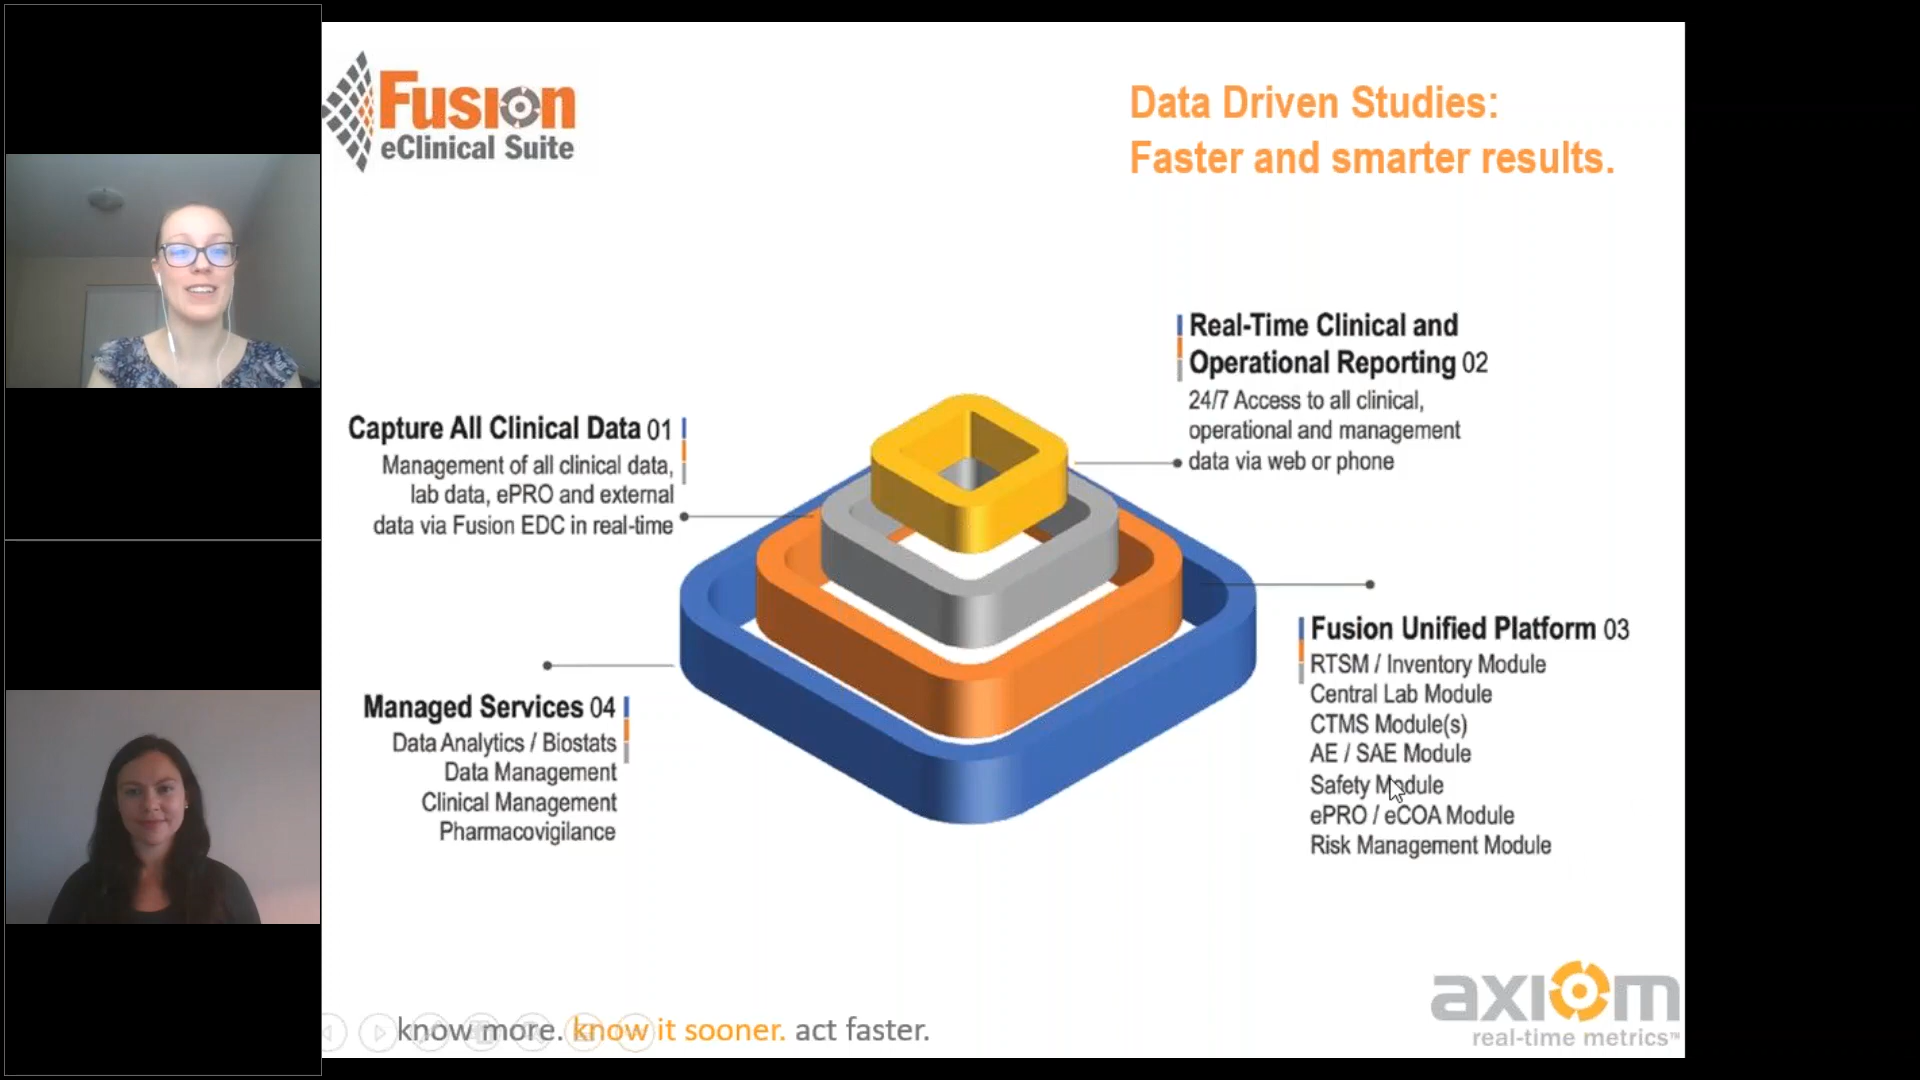 Fusion
eClinical Suite
Data Driven Studies:
Faster and smarter results.
Capture All Clinical Data 01
Management of all clinical data,
lab data, ePRO and external
data via Fusion EDC in real-time
Real-Time Clinical and
Operational Reporting 02
24/7 Access to all clinical,
operational and management
data via web or phone
Fusion Unified Platform 03
RTSM / Inventory Module
Central Lab Module
CTMS Module(s)
AE / SAE Module
Safety Module
ePRO / eCOA Module
Risk Management Module
Managed Services 04
Data Analytics / Biostats
Data Management
Clinical Management
Pharmacovigilance
know more. know it sooner. act faster.
axiom
real-time metrics™